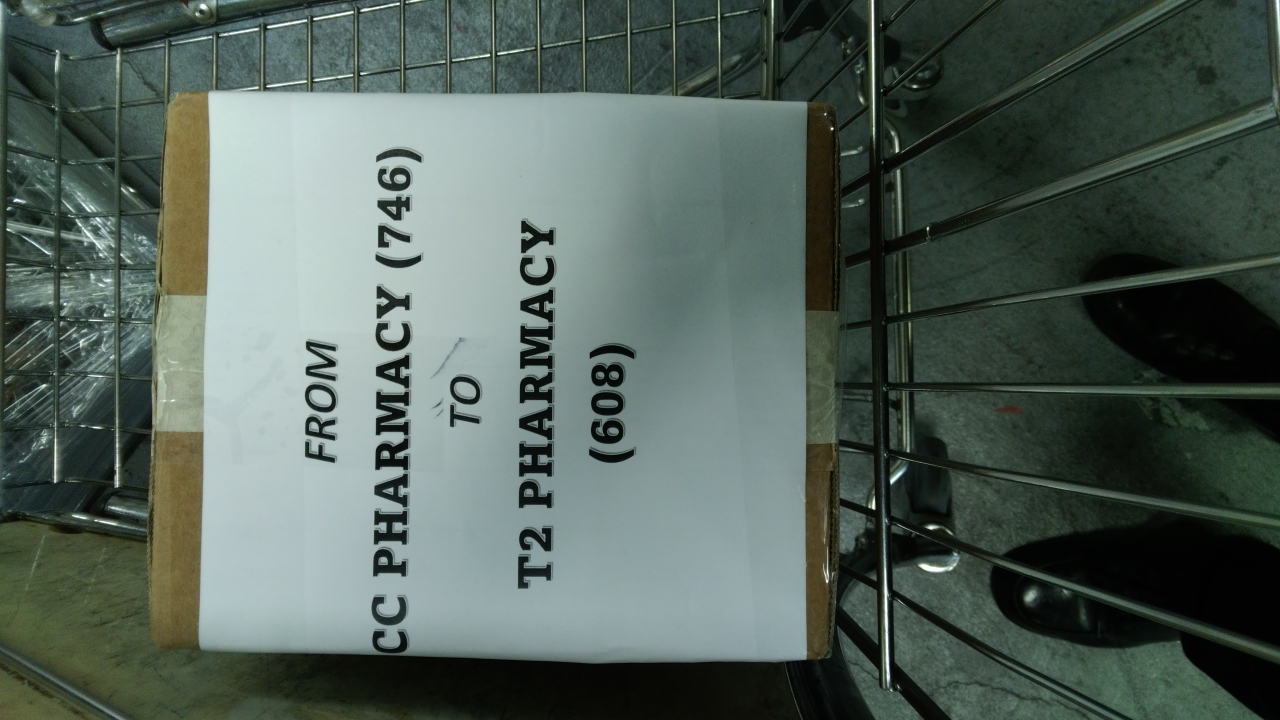 FROM
CC PHARMACY (746)
TO
T2 PHARMACY
(608)